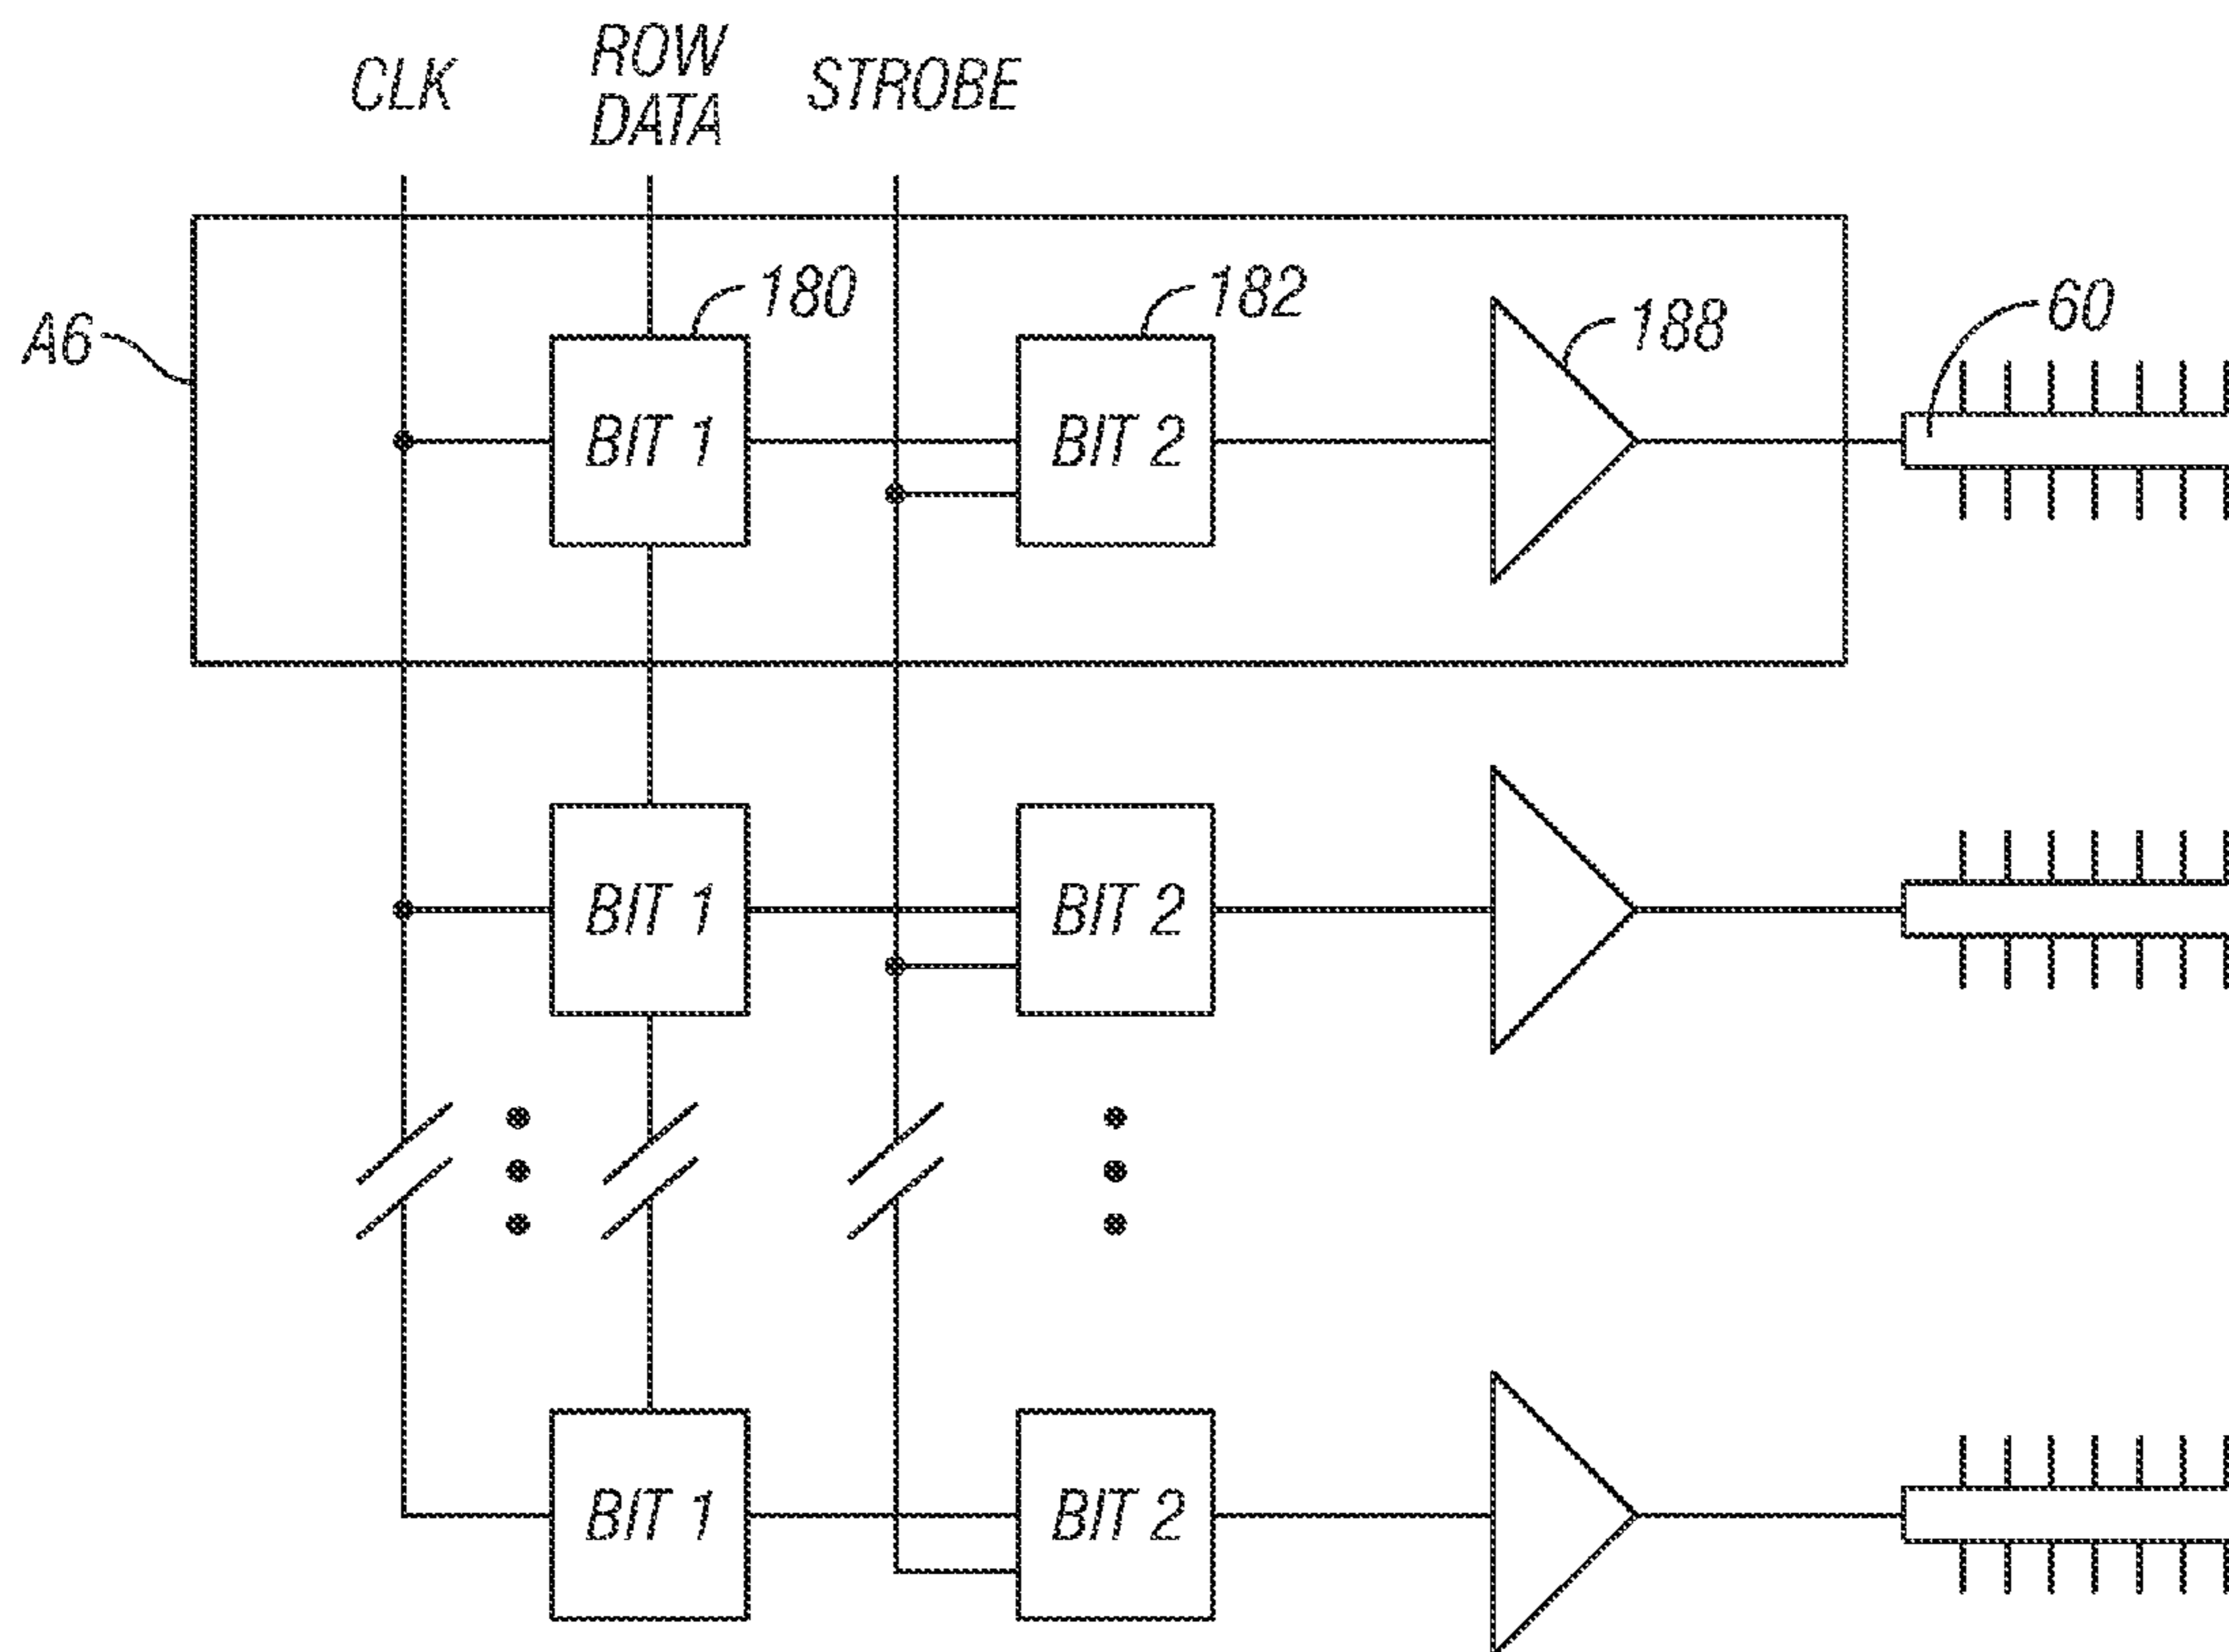 CLK
ROW
DATA
STROBE
180
182
188
60
A6
BIT 1
BIT 2
BIT 1
BIT 2
BIT 1
BIT 2